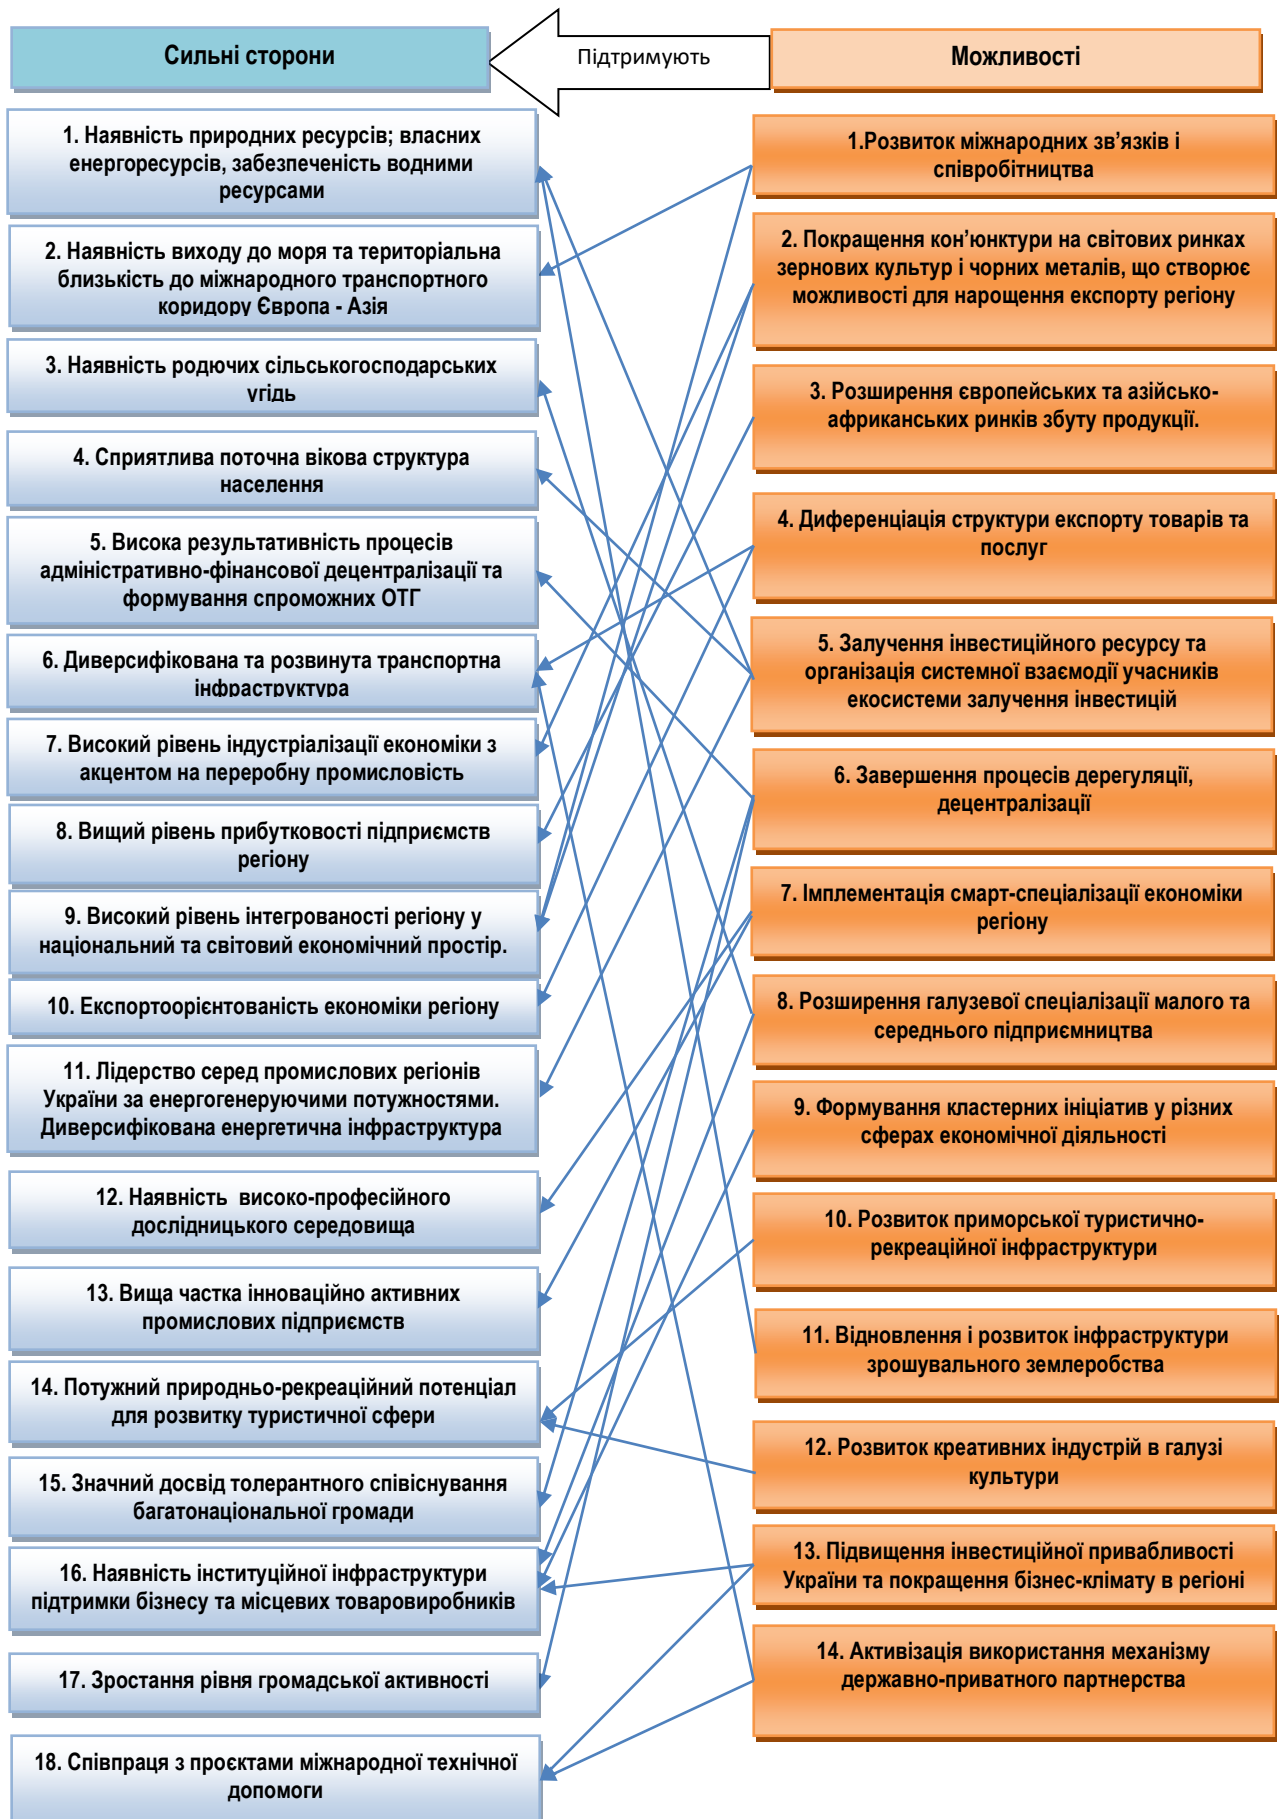 Сильні сторони
Підтримують
Можливості
1. Наявність природних ресурсів; власних
енергоресурсів, забезпеченість водними
ресурсами
2. Наявність виходу до моря та територіальна
близькість до міжнародного транспортного
коридору Європа - Азія
3. Наявність родючих сільськогосподарських
угідь
4. Сприятлива поточна вікова структура
населення
5. Висока результативність процесів
адміністративно-фінансової децентралізації та
формування спроможних ОТГ
6. Диверсифікована та розвинута транспортна
інфраструктура
7. Високий рівень індустріалізації економіки з
акцентом на переробну промисловість
8. Вищий рівень прибутковості підприємств
регіону
9. Високий рівень інтегрованості регіону у
національний та світовий економічний простір.
10. Експортоорієнтованість економіки регіону
11. Лідерство серед промислових регіонів
України за енергогенеруючими потужностями.
Диверсифікована енергетична інфраструктура
12. Наявність  високо-професійного
дослідницького середовища
13. Вища частка інноваційно активних
промислових підприємств
14. Потужний природньо-рекреаційний потенціал
для розвитку туристичної сфери
15. Значний досвід толерантного співіснування
багатонаціональної громади
16. Наявність інституційної інфраструктури
підтримки бізнесу та місцевих товаровиробників
17. Зростання рівня громадської активності
18. Співпраця з проєктами міжнародної технічної
допомоги
1.Розвиток міжнародних зв’язків і
співробітництва
2. Покращення кон’юнктури на світових ринках
зернових культур і чорних металів, що створює
можливості для нарощення експорту регіону
3. Розширення європейських та азійсько-
африканських ринків збуту продукції.
4. Диференціація структури експорту товарів та
послуг
5. Залучення інвестиційного ресурсу та
організація системної взаємодії учасників
екосистеми залучення інвестицій
6. Завершення процесів дерегуляції,
децентралізації
7. Імплементація смарт-спеціалізації економіки
регіону
8. Розширення галузевої спеціалізації малого та
середнього підприємництва
9. Формування кластерних ініціатив у різних
сферах економічної діяльності
10. Розвиток приморської туристично-
рекреаційної інфраструктури
11. Відновлення і розвиток інфраструктури
зрошувального землеробства
12. Розвиток креативних індустрій в галузі
культури
13. Підвищення інвестиційної привабливості
України та покращення бізнес-клімату в регіоні
14. Активізація використання механізму
державно-приватного партнерства